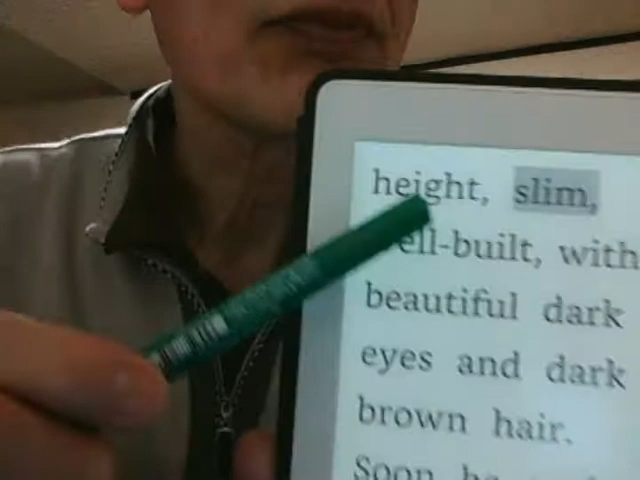 height, slim,
ell-built, with
beautiful dark
eyes and dark
brown hair.
Soon